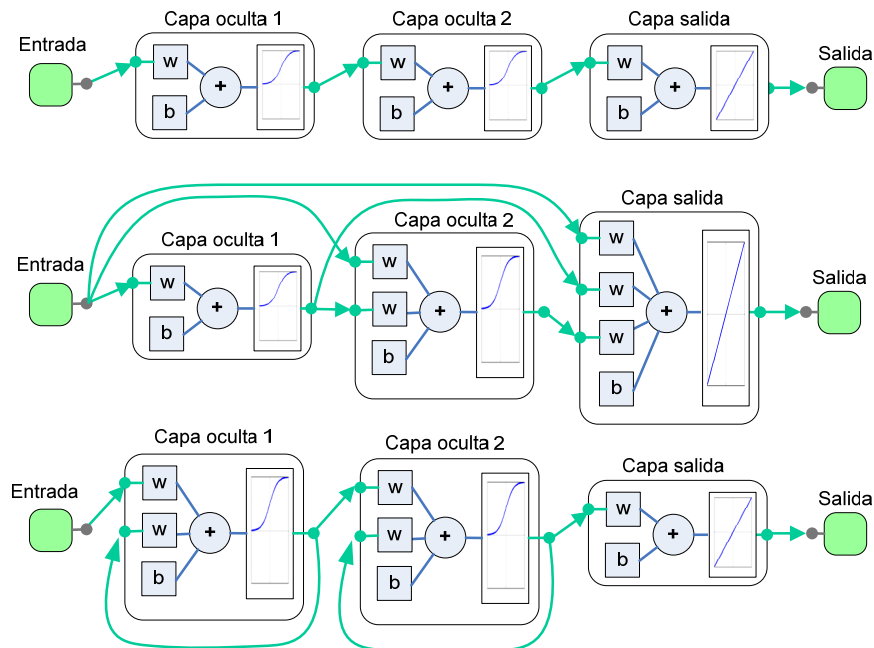 Capa oculta 1
Capa oculta 2
Capa salida
Entrada
Salida
w
b
+
w
b
+
w
b
+
Capa salida
Capa oculta 2
Capa oculta 1
Entrada
Salida
w
b
+
w
w
b
+
w
w
w
b
+
Capa oculta 1
Capa oculta 2
Capa salida
Entrada
Salida
w
w
b
+
w
w
b
+
w
b
+